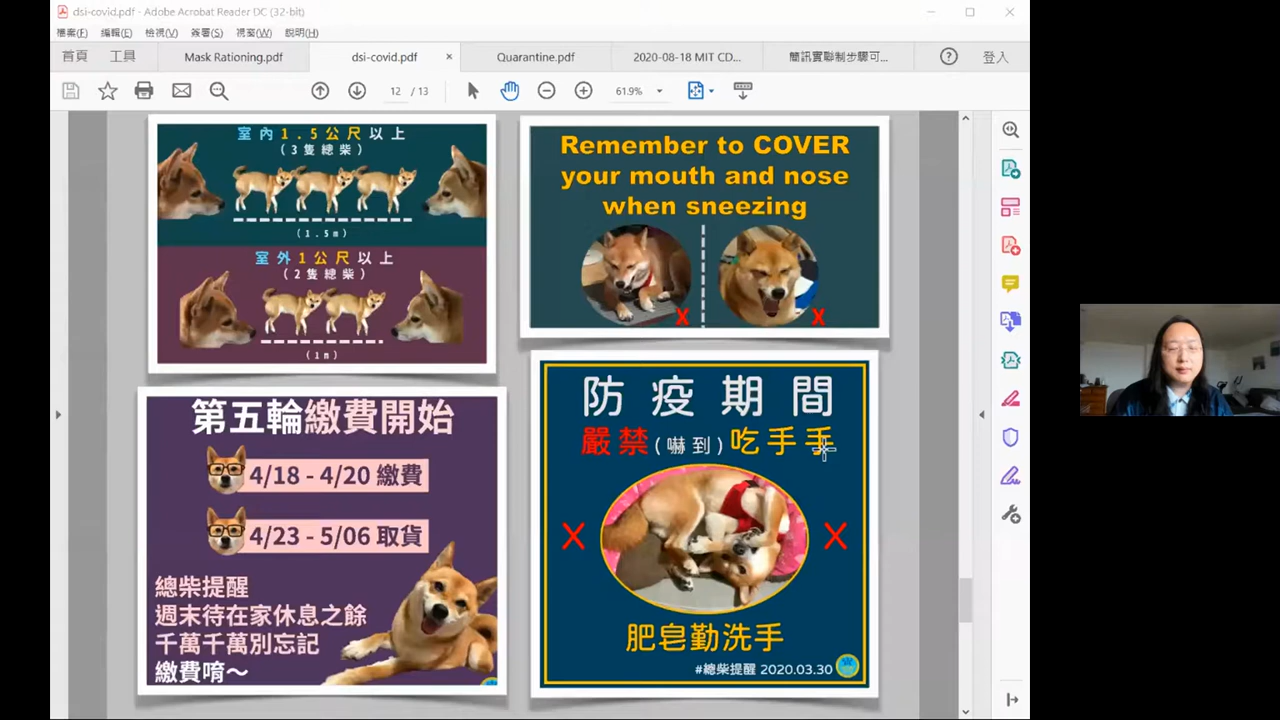 dsi-covid.pdf - Adobe Acrobat Reader DC (32-bit)
檔案(F) 編輯(E) 檢視(V) 簽署(S) 視窗(W) 說明(H)
首頁 工具 Mask Rationing.pdf dsi-covid.pdf × Quarantine.pdf 2020-08-18 MIT CD... 簡訊實聯制步驟可... 登入
12 / 13 61.9%
室內1.5公尺以上
(3隻總柴)
(1.5m)
室外1公尺以上
(2隻總柴)
(1m)
Remember to COVER
your mouth and nose
when sneezing
X X
第五輪繳費開始
4/18 - 4/20 繳費
4/23 - 5/06 取貨
總柴提醒
週末待在家休息之餘
千萬千萬別忘記
繳費唷～
防疫期間
嚴禁(嚇到)吃手手
X X
肥皂勤洗手
#總柴提醒 2020.03.30